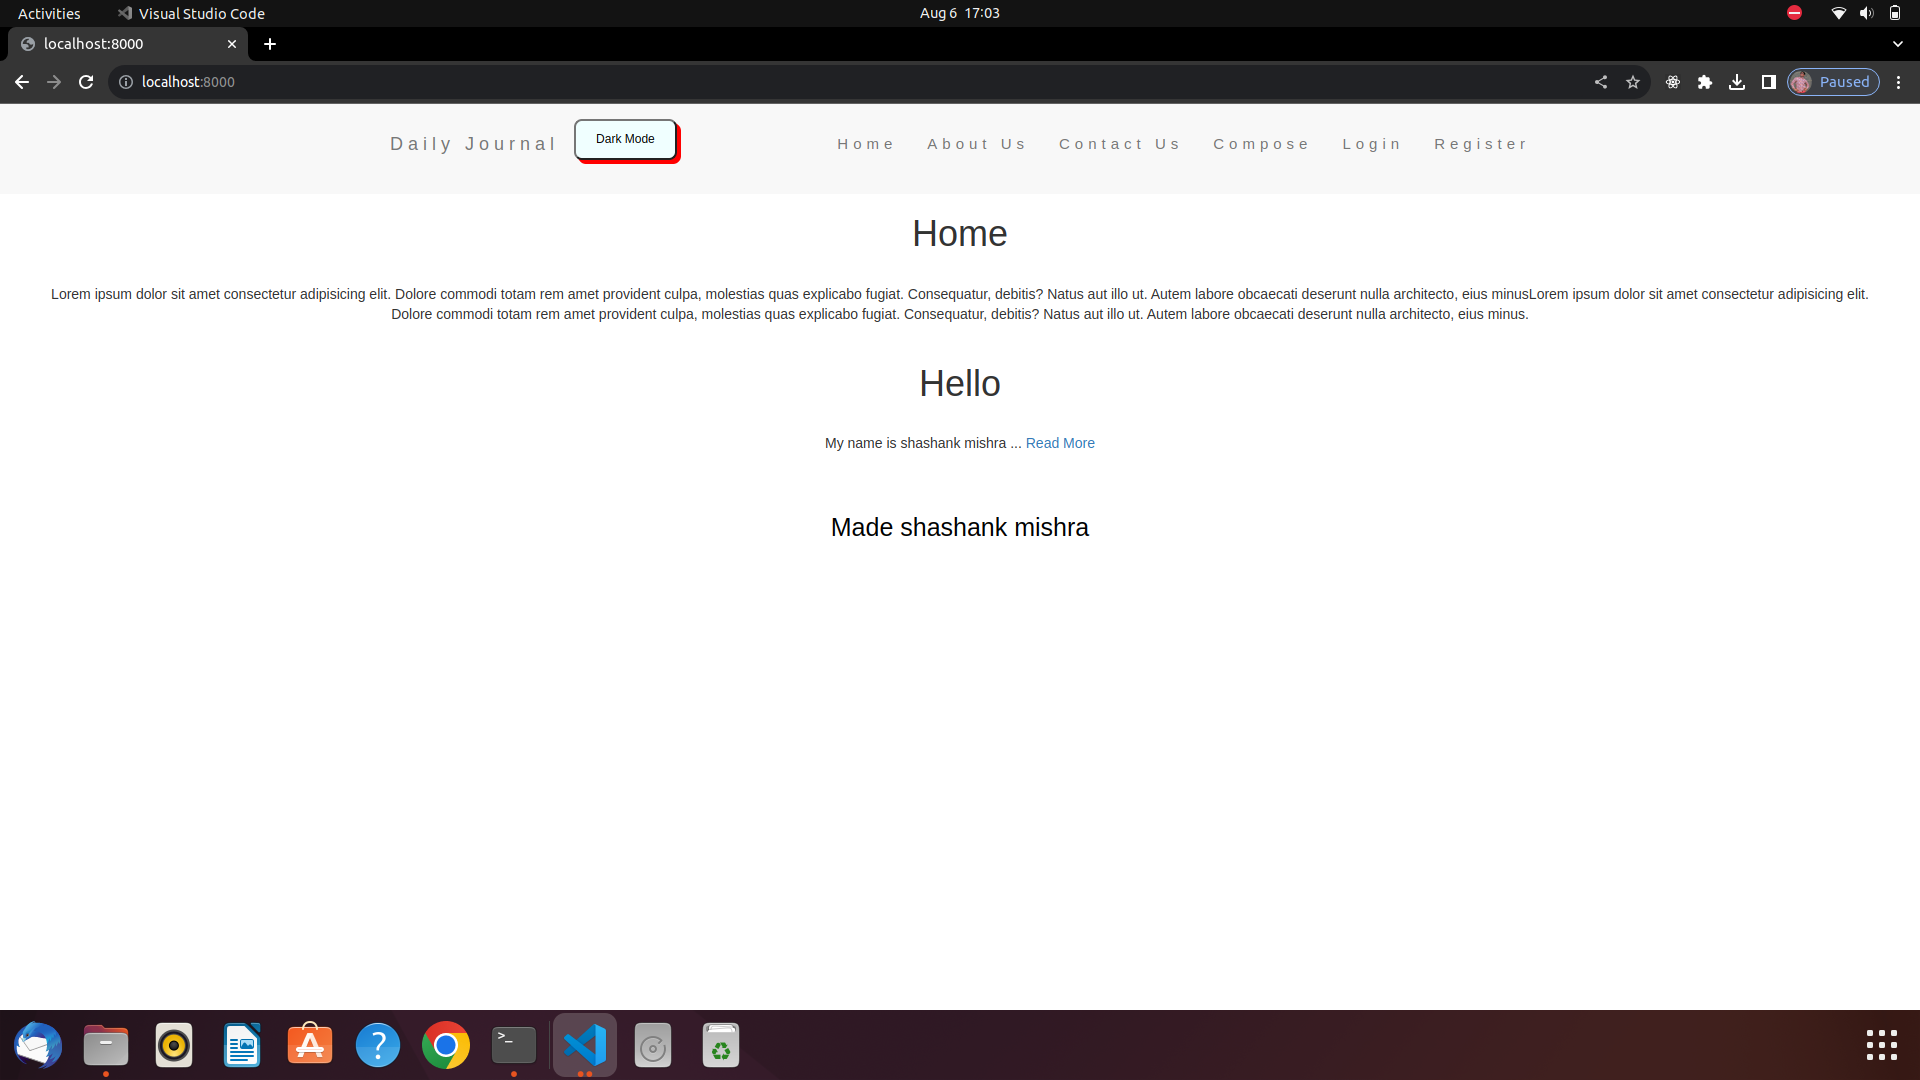 Activities
Visual Studio Code
Aug 6 17:03
localhost:8000
localhost:8000
Paused
Daily Journal
Dark Mode
Home
About Us
Contact Us
Compose
Login
Register
Home
Lorem ipsum dolor sit amet consectetur adipisicing elit. Dolore commodi totam rem amet provident culpa, molestias quas explicabo fugiat. Consequatur, debitis? Natus aut illo ut. Autem labore obcaecati deserunt nulla architecto, eius minusLorem ipsum dolor sit amet consectetur adipisicing elit.
Dolore commodi totam rem amet provident culpa, molestias quas explicabo fugiat. Consequatur, debitis? Natus aut illo ut. Autem labore obcaecati deserunt nulla architecto, eius minus.
Hello
My name is shashank mishra ... Read More
Made shashank mishra